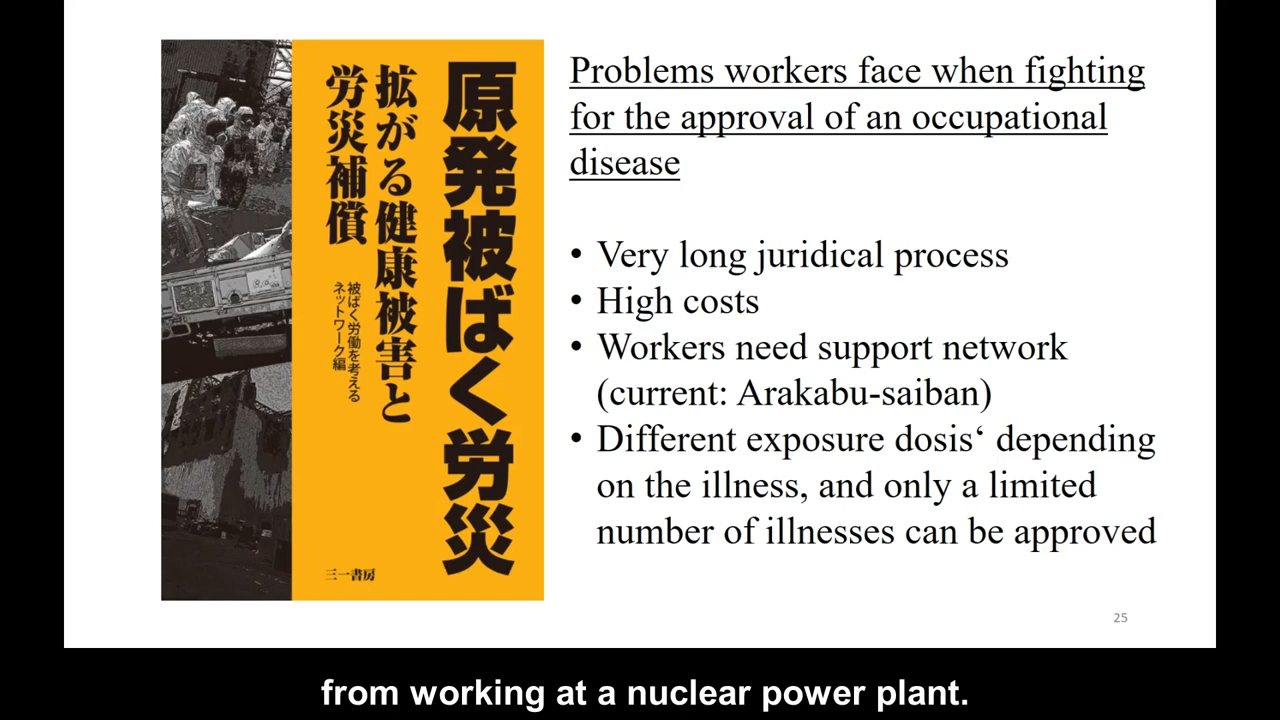 原発被ばく労災
拡がる健康被害と
労災補償
被ばく労働を考える
ネットワーク編
三一書房
Problems workers face when fighting
for the approval of an occupational
disease
• Very long juridical process
• High costs
• Workers need support network
(current: Arakabu-saiban)
• Different exposure dosis‘ depending
on the illness, and only a limited
number of illnesses can be approved
25
from working at a nuclear power plant.